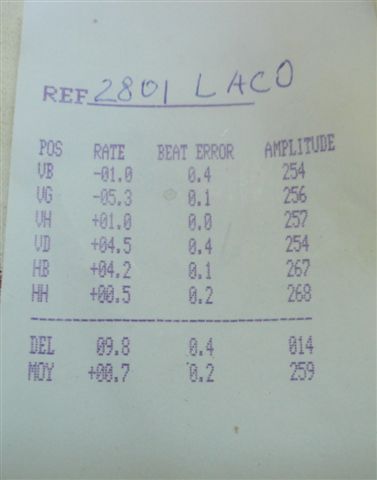 REF 2801 LACO
POS RATE BEAT ERROR AMPLITUDE
VB -01.0 0.4 254
VG -05.3 0.1 256
VH +01.0 0.0 257
VD +04.5 0.4 254
HB +04.2 0.1 267
HH +00.5 0.2 268
DEL 09.8 0.4 014
MOY +00.7 0.2 259